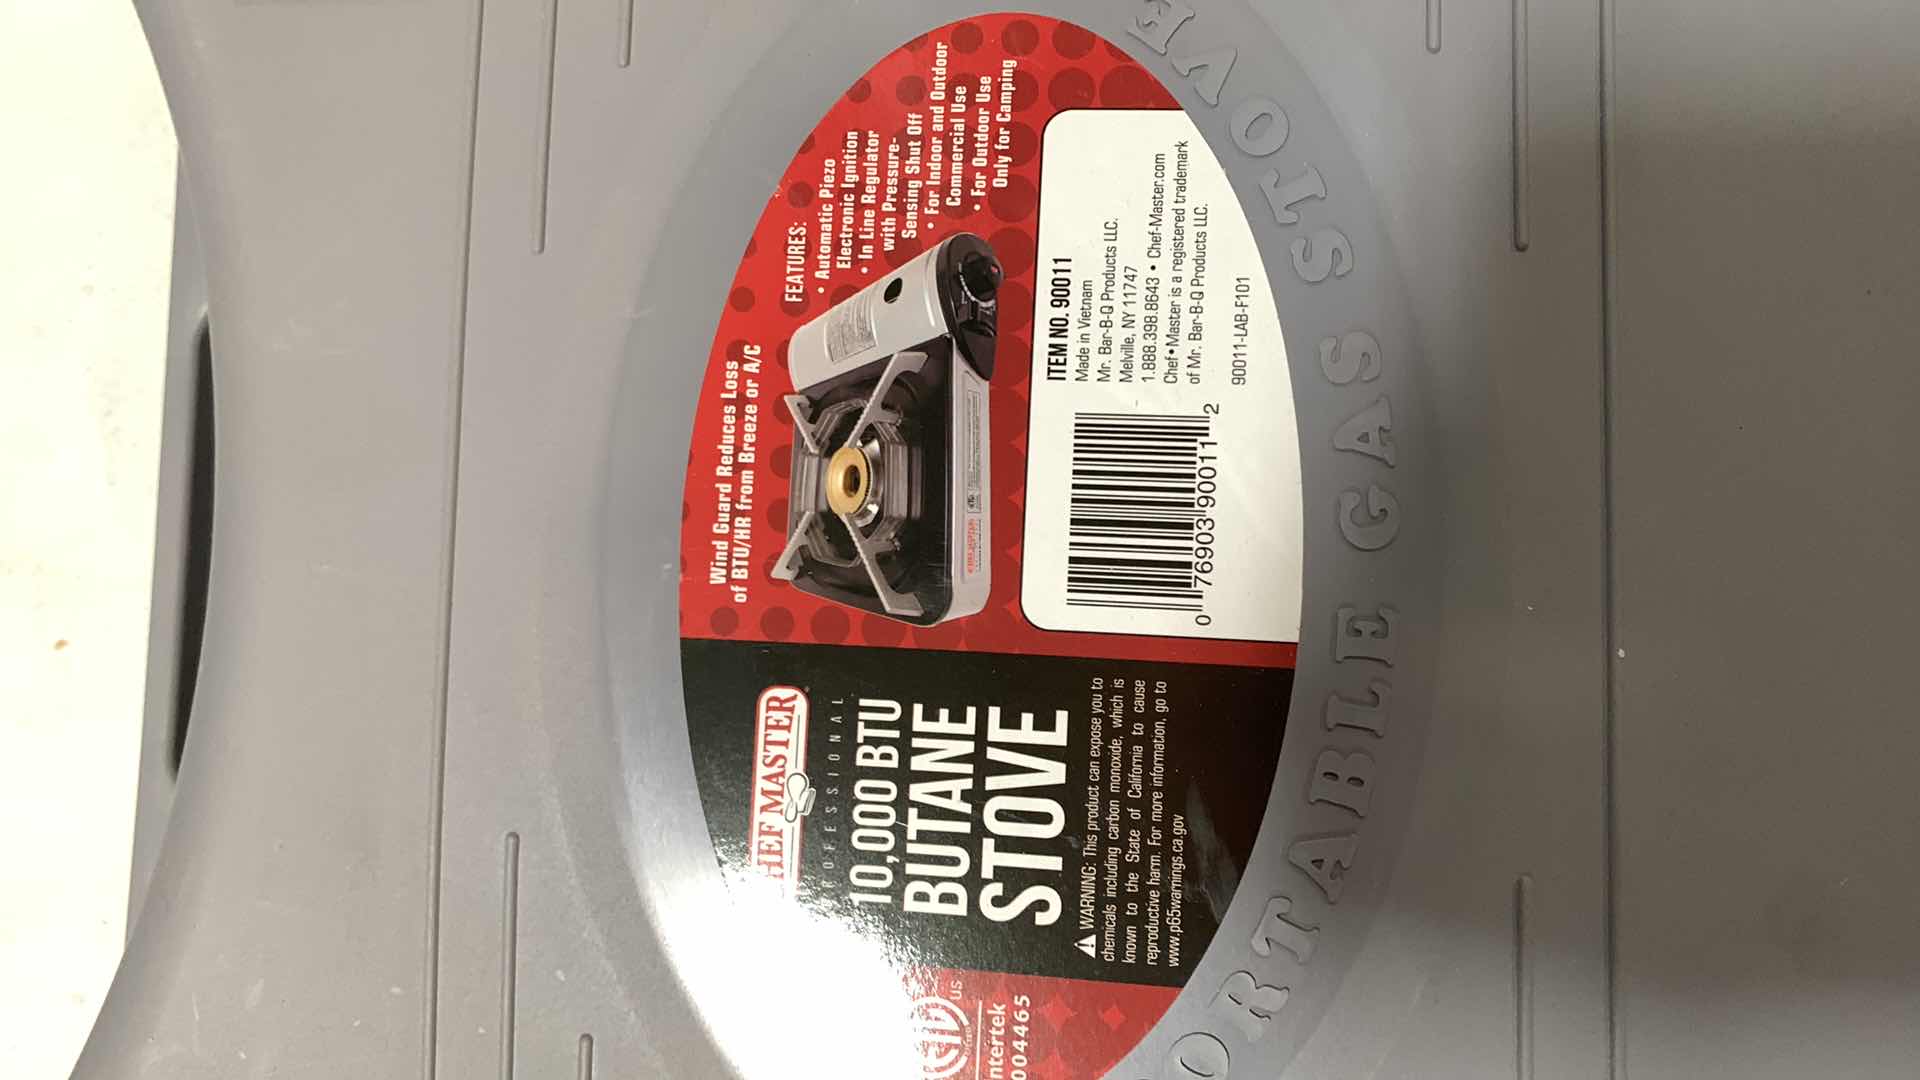 Intertek
004465
US
CHEFMASTER
PROFESSIONAL
10,000 BTU
BUTANE
STOVE
WARNING: This product can expose you to
chemicals including carbon monoxide, which is
known to the State of California to cause
reproductive harm. For more information, go to
www.p65warnings.ca.gov
Wind Guard Reduces Loss
of BTU/HR from Breeze or A/C
FEATURES:
• Automatic Piezo
Electronic Ignition
• In Line Regulator
with Pressure-
Sensing Shut Off
• For Indoor and Outdoor
Commercial Use
• For Outdoor Use
Only for Camping
0 76903 90011 2
ITEM NO. 90011
Made in Vietnam
Mr. Bar-B-Q Products LLC.
Melville, NY 11747
1.888.398.8643 • Chef-Master.com
Chef•Master is a registered trademark
of Mr. Bar-B-Q Products LLC.
90011-LAB-F101
PORTABLE GAS STOVE